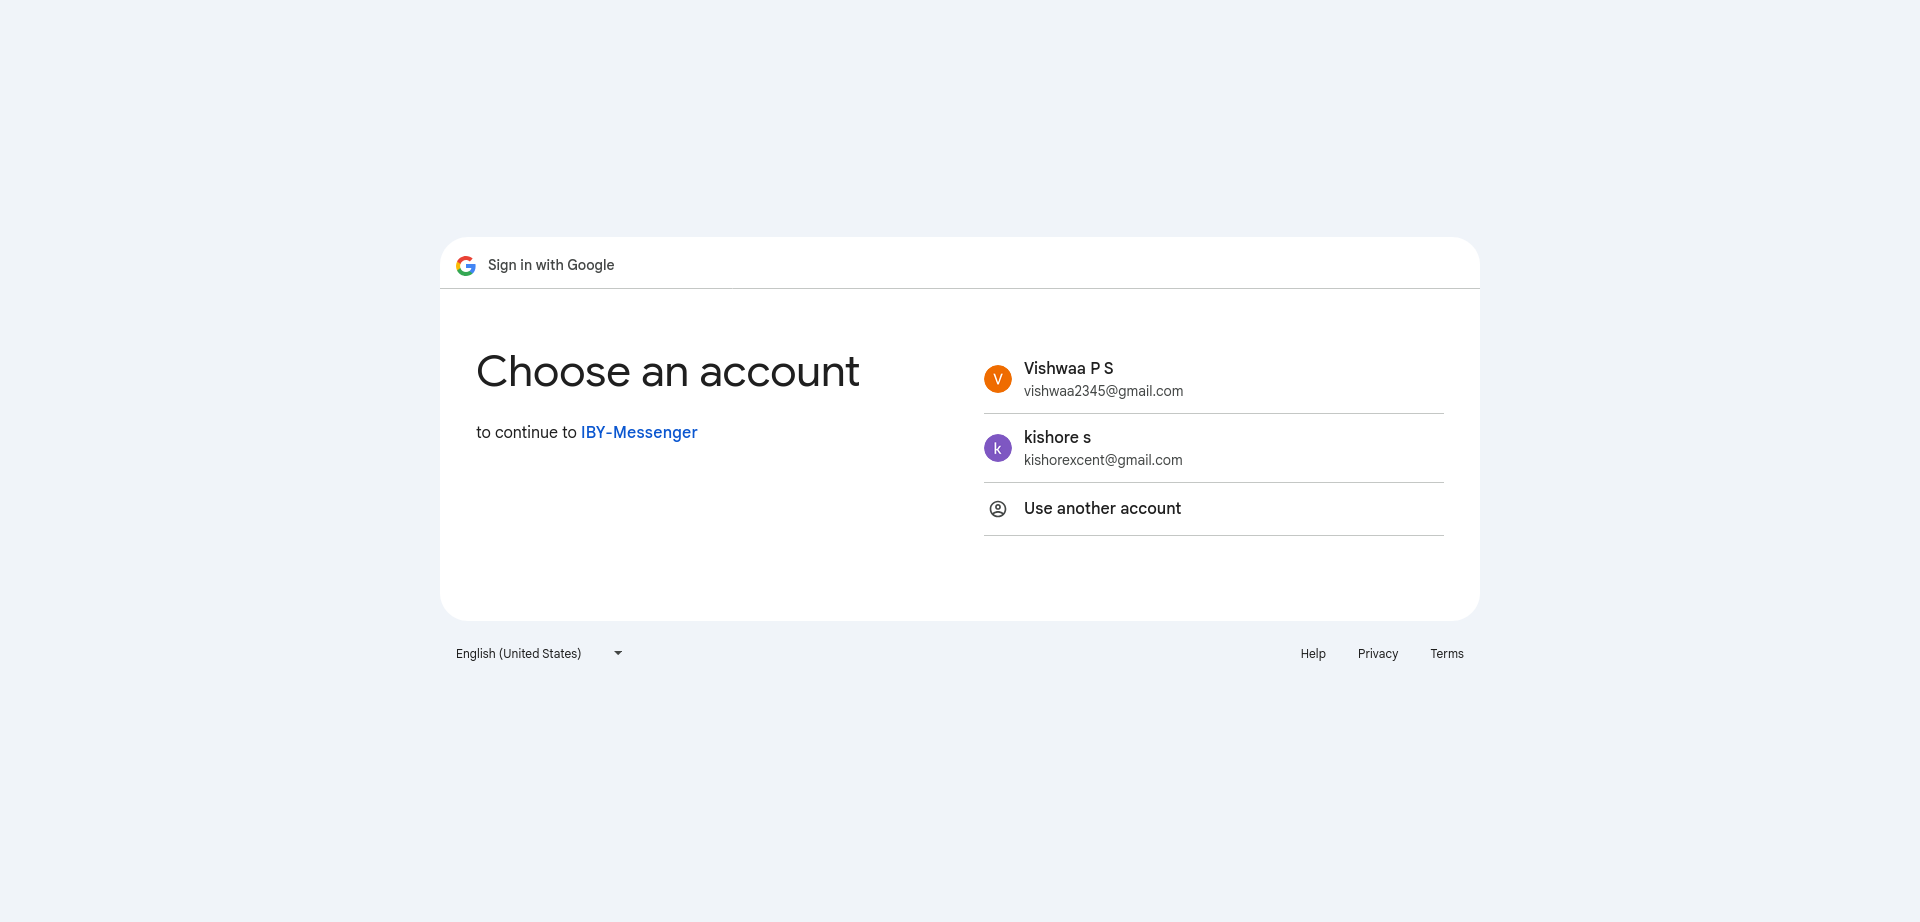 Sign in with Google
Choose an account
to continue to IBY-Messenger
V
Vishwaa P S
vishwaa2345@gmail.com
k
kishore s
kishorexcent@gmail.com
Use another account
English (United States)
Help
Privacy
Terms